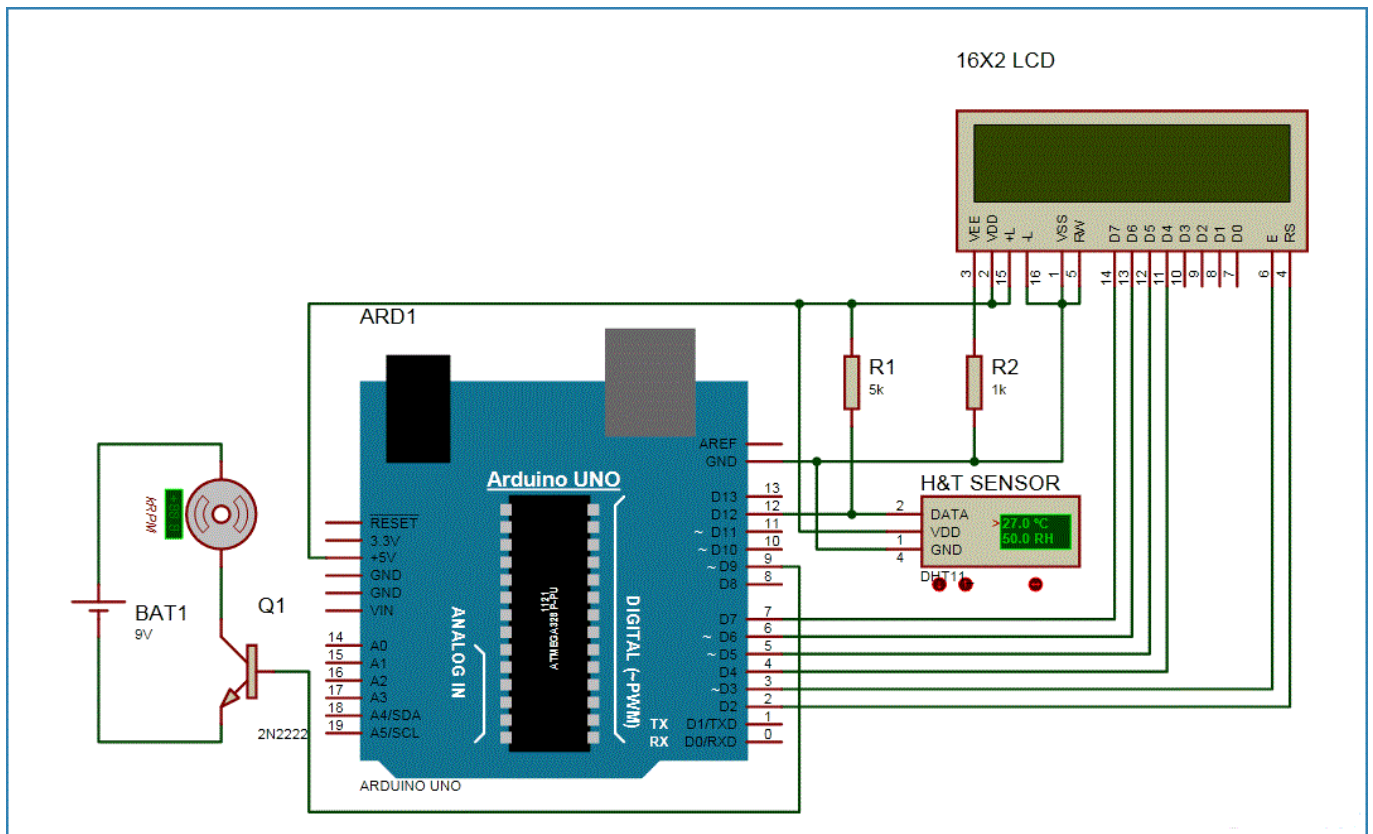 16X2 LCD
VEE
VDD
+L
-L
VSS
RW
D7
D6
D5
D4
D3
D2
D1
D0
E
RS
3
2
15
16
1
5
14
13
12
11
10
9
8
7
6
4
ARD1
R1
5k
R2
1k
AREF
GND
Arduino UNO
H&T SENSOR
D13 13
D12 12
~ D11 11
~ D10 10
~ D9 9
D8 8
D7 7
~ D6 6
~ D5 5
D4 4
~D3 3
D2 2
TX D1/TXD 1
RX D0/RXD 0
2 DATA
VDD
1 GND
4
>27.0 ºC
50.0 RH
DHT11
RESET
3.3V
+5V
GND
GND
VIN
14 A0
15 A1
16 A2
17 A3
18 A4/SDA
19 A5/SCL
ANALOG IN
1121
ATMEGA328P-PU
DIGITAL (~PWM)
kRPM
BAT1
9V
Q1
2N2222
ARDUINO UNO